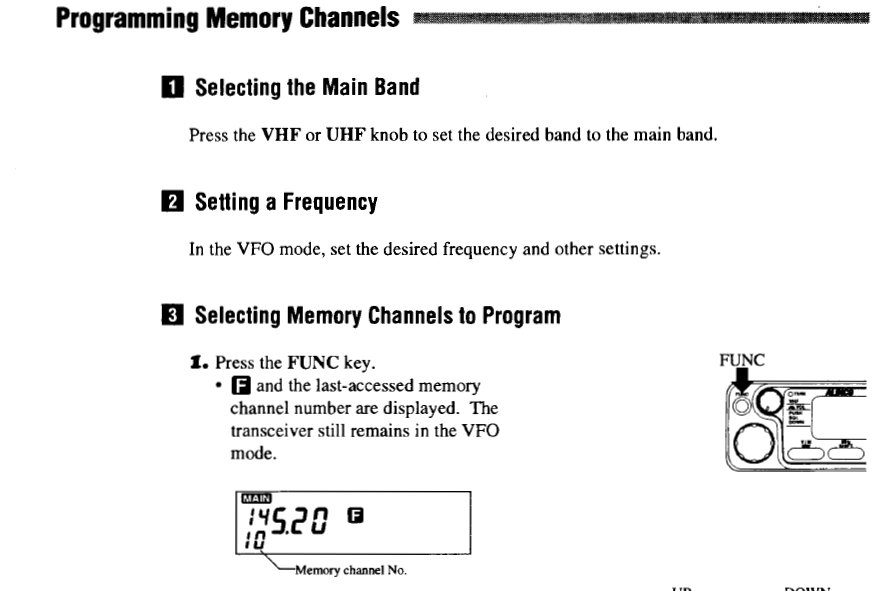 Programming Memory Channels
1 Selecting the Main Band
Press the VHF or UHF knob to set the desired band to the main band.
2 Setting a Frequency
In the VFO mode, set the desired frequency and other settings.
3 Selecting Memory Channels to Program
1. Press the FUNC key.
• F and the last-accessed memory
channel number are displayed. The
transceiver still remains in the VFO
mode.
FUNC
ALINCO
MAIN
145.20 F
10
Memory channel No.
UP DOWN